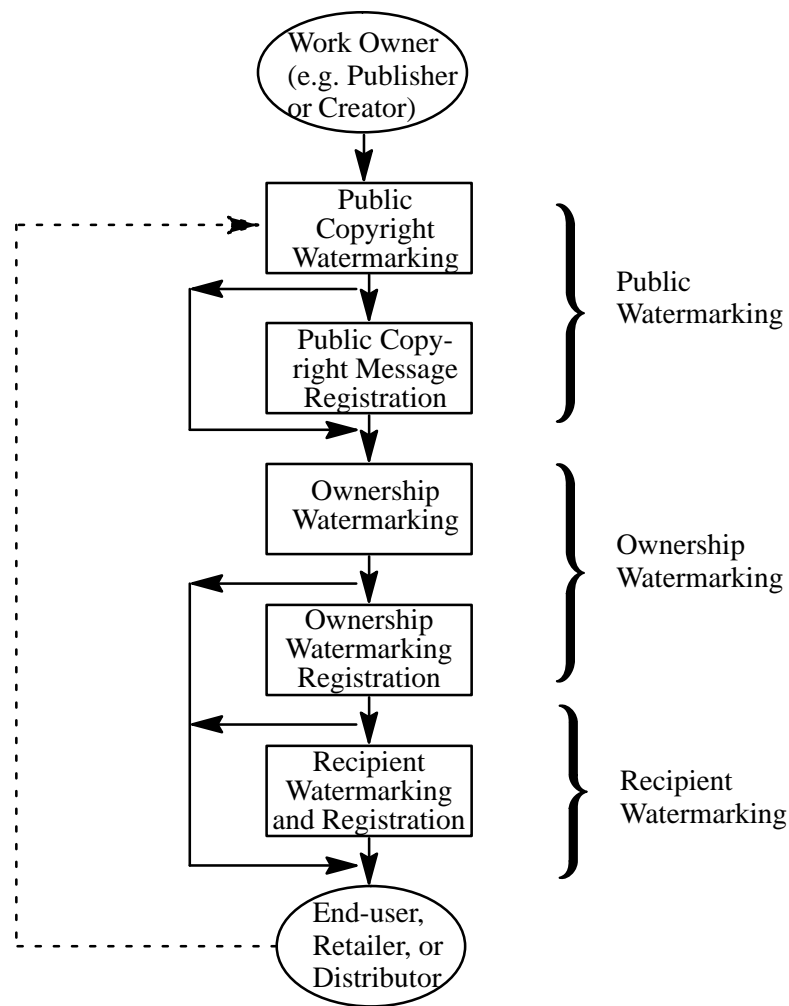 Work Owner
(e.g. Publisher
or Creator)
Public
Copyright
Watermarking
Public Copy-
right Message
Registration
Public
Watermarking
Ownership
Watermarking
Ownership
Watermarking
Registration
Ownership
Watermarking
Recipient
Watermarking
and Registration
Recipient
Watermarking
End-user,
Retailer, or
Distributor